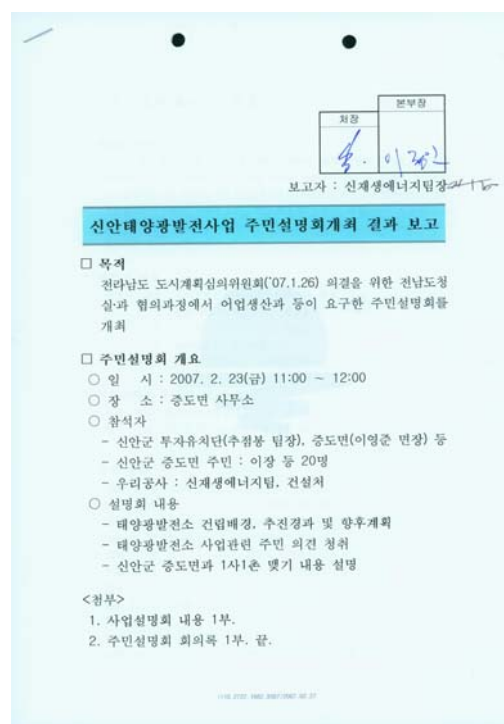 본부장
처장
보고자 : 신재생에너지팀장
신안태양광발전사업 주민설명회개최 결과 보고
□ 목적
전라남도 도시계획심의위원회('07.1.26) 의결을 위한 전남도청
실·과 협의과정에서 어업생산과 등이 요구한 주민설명회를
개최
□ 주민설명회 개요
○ 일 시 : 2007. 2. 23(금) 11:00 ~ 12:00
○ 장 소 : 증도면 사무소
○ 참석자
- 신안군 투자유치단(추점봉 팀장), 증도면(이영준 면장) 등
- 신안군 증도면 주민 : 이장 등 20명
- 우리공사 : 신재생에너지팀, 건설처
○ 설명회 내용
- 태양광발전소 건립배경, 추진경과 및 향후계획
- 태양광발전소 사업관련 주민 의견 청취
- 신안군 증도면과 1사1촌 맺기 내용 설명
<첨부>
1. 사업설명회 내용 1부.
2. 주민설명회 회의록 1부. 끝.